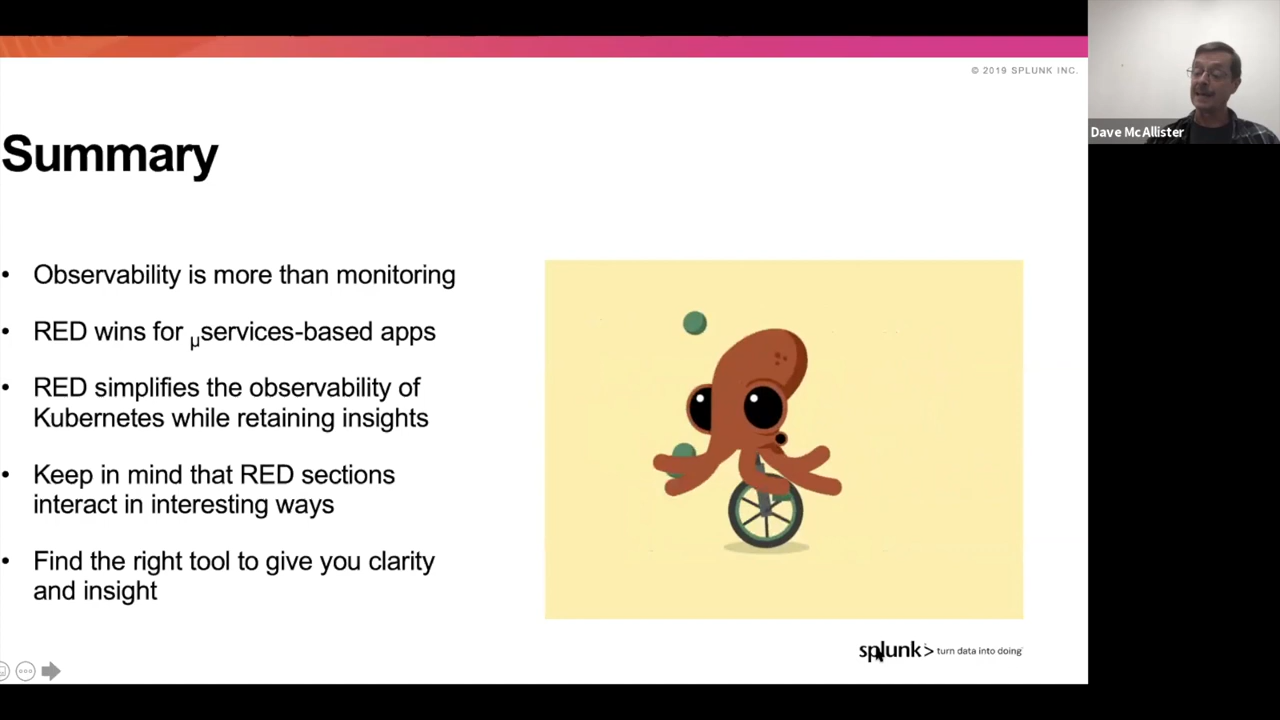 © 2019 SPLUNK INC.
Dave McAllister
Summary
• Observability is more than monitoring
• RED wins for μservices-based apps
• RED simplifies the observability of
Kubernetes while retaining insights
• Keep in mind that RED sections
interact in interesting ways
• Find the right tool to give you clarity
and insight
splunk> turn data into doing